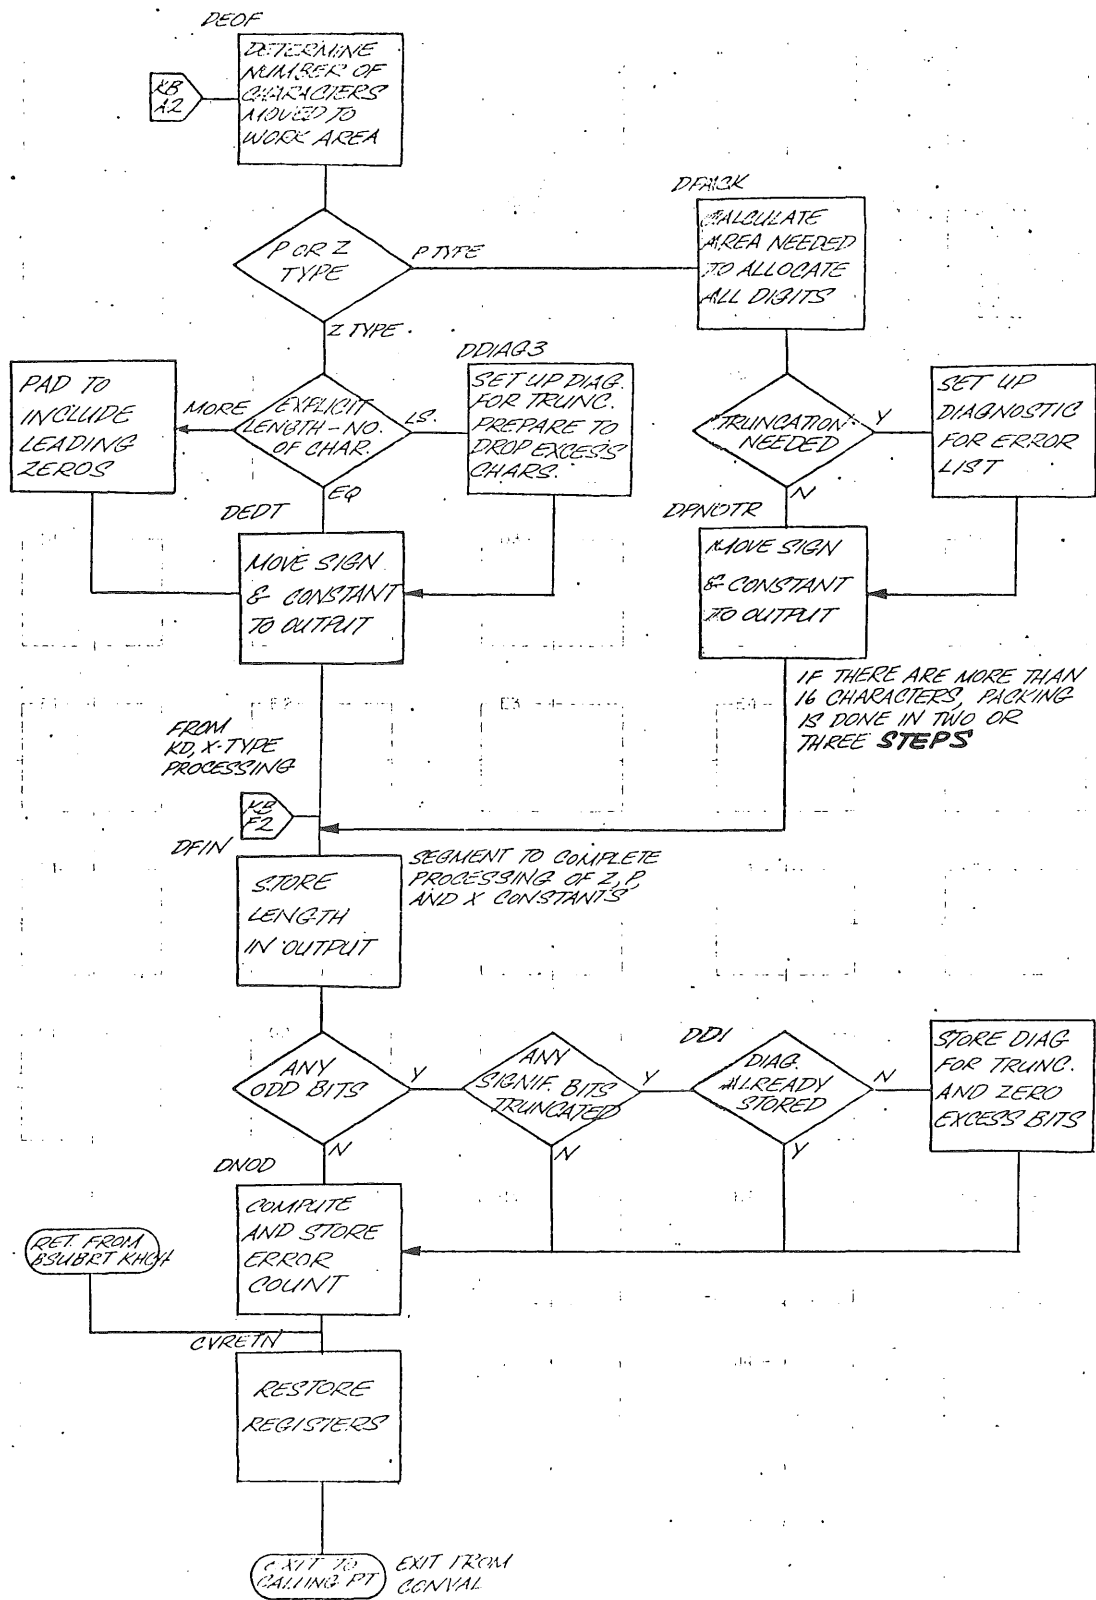 DEOF
DETERMINE
NUMBER OF
CHARACTERS
MOVED TO
WORK AREA
KB
A2
P OR Z
TYPE
P TYPE
Z TYPE
DPACK
CALCULATE
AREA NEEDED
TO ALLOCATE
ALL DIGITS
PAD TO
INCLUDE
LEADING
ZEROS
MORE
EXPLICIT
LENGTH - NO.
OF CHAR.
LS.
EQ
DDIAG3
SET UP DIAG.
FOR TRUNC.
PREPARE TO
DROP EXCESS
CHARS.
TRUNCATION
NEEDED
Y
N
SET UP
DIAGNOSTIC
FOR ERROR
LIST
DEDT
MOVE SIGN
& CONSTANT
TO OUTPUT
DPNOTR
MOVE SIGN
& CONSTANT
TO OUTPUT
IF THERE ARE MORE THAN
16 CHARACTERS, PACKING
IS DONE IN TWO OR
THREE STEPS
FROM
KD, X-TYPE
PROCESSING
KB
F2
DFIN
STORE
LENGTH
IN OUTPUT
SEGMENT TO COMPLETE
PROCESSING OF Z, P,
AND X CONSTANTS
ANY
ODD BITS
Y
N
ANY
SIGNIF. BITS
TRUNCATED
Y
N
DDI
DIAG.
ALREADY
STORED
N
Y
STORE DIAG
FOR TRUNC.
AND ZERO
EXCESS BITS
DNOD
COMPUTE
AND STORE
ERROR
COUNT
RET. FROM
BSUBRT KHCH
CVRETN
RESTORE
REGISTERS
EXIT TO
CALLING PT
EXIT FROM
CONVAL